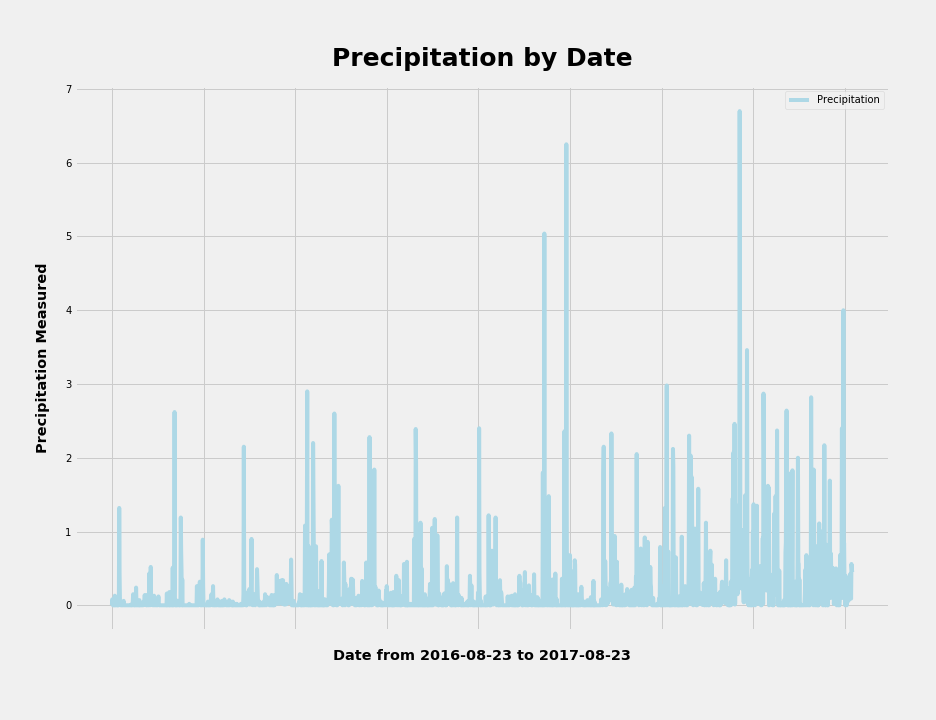 Precipitation by Date
Precipitation
7
6
5
4
3
2
1
0
Precipitation Measured
Date from 2016-08-23 to 2017-08-23